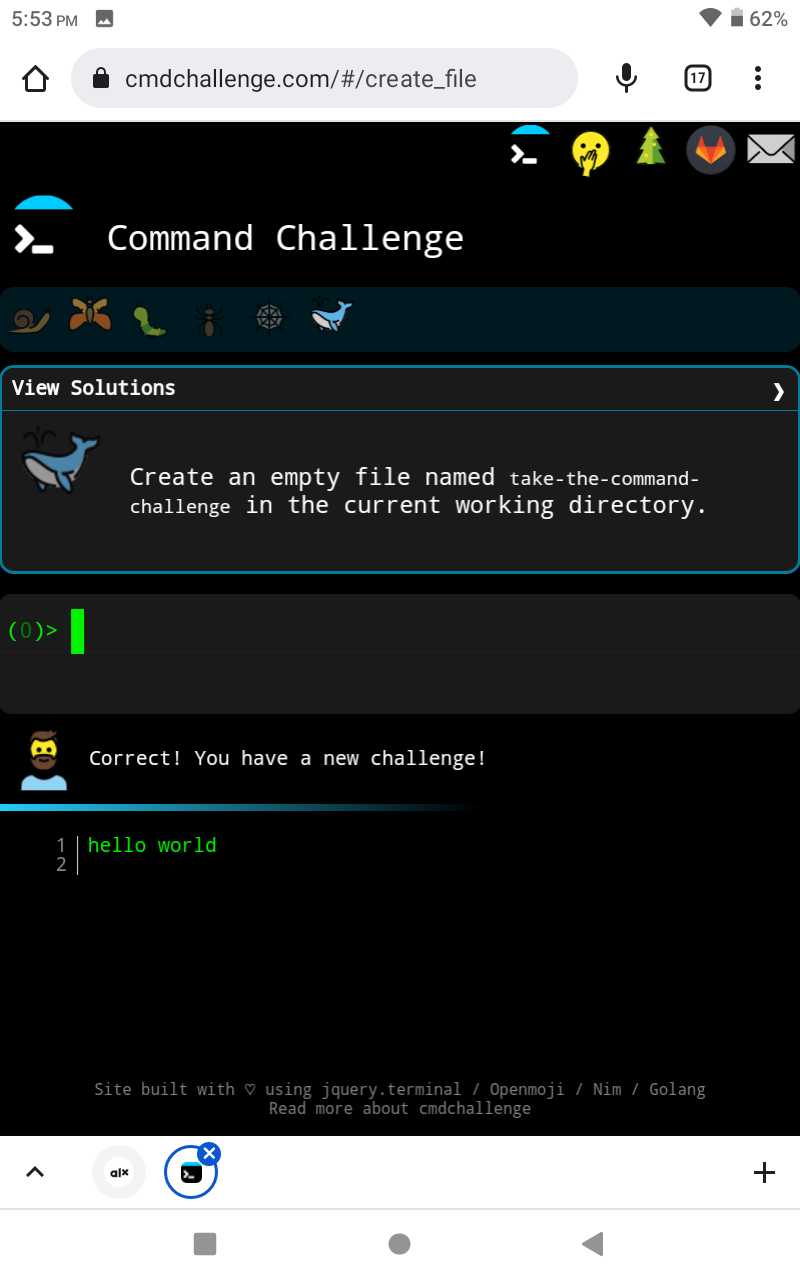 5:53 PM 62%
cmdchallenge.com/#/create_file 17
Command Challenge
View Solutions ❯
Create an empty file named take-the-command-
challenge in the current working directory.
(0)>
Correct! You have a new challenge!
1 hello world
2
Site built with ♡ using jquery.terminal / Openmoji / Nim / Golang
Read more about cmdchallenge
alx